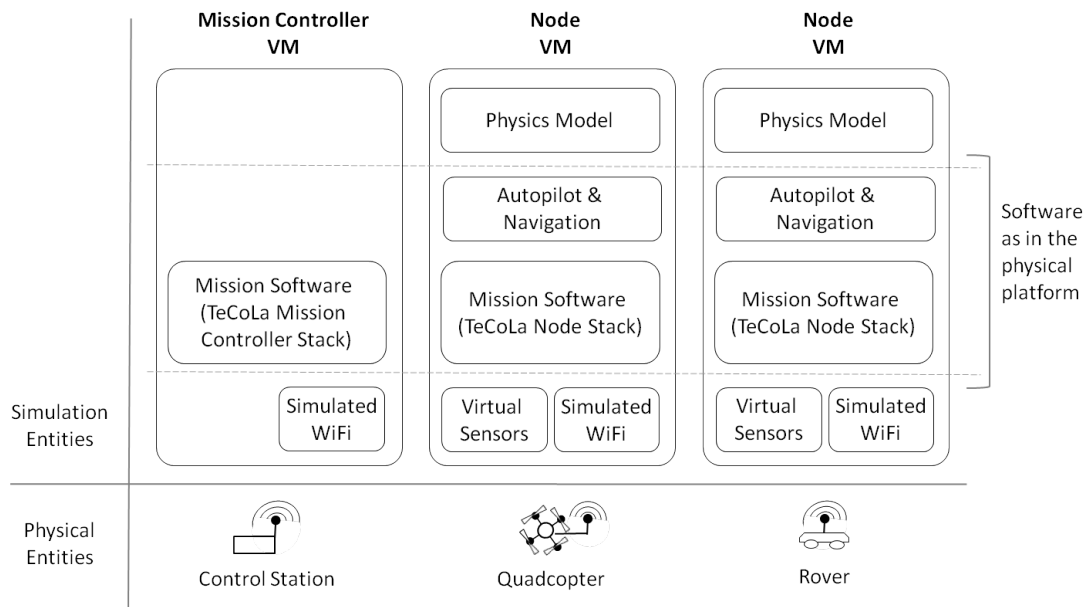 Mission Controller
VM
Node
VM
Node
VM
Physics Model
Physics Model
Autopilot &
Navigation
Autopilot &
Navigation
Software
as in the
physical
platform
Mission Software
(TeCoLa Mission
Controller Stack)
Mission Software
(TeCoLa Node Stack)
Mission Software
(TeCoLa Node Stack)
Simulation
Entities
Simulated
WiFi
Virtual
Sensors
Simulated
WiFi
Virtual
Sensors
Simulated
WiFi
Physical
Entities
Control Station
Quadcopter
Rover